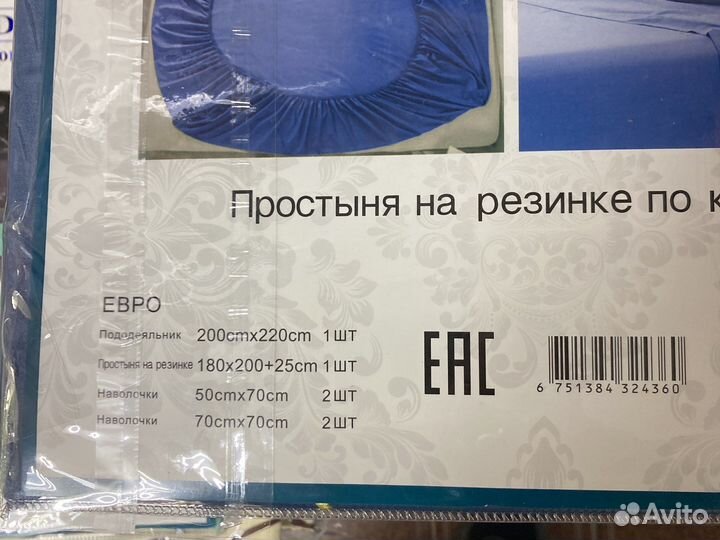 Простыня на резинке по к
ЕВРО
Пододеяльник 200cmx220cm 1ШТ
Простыня на резинке 180x200+25cm 1ШТ
Наволочки 50cmx70cm 2ШТ
Наволочки 70cmx70cm 2ШТ
EAC
6 751384 324360
Avito